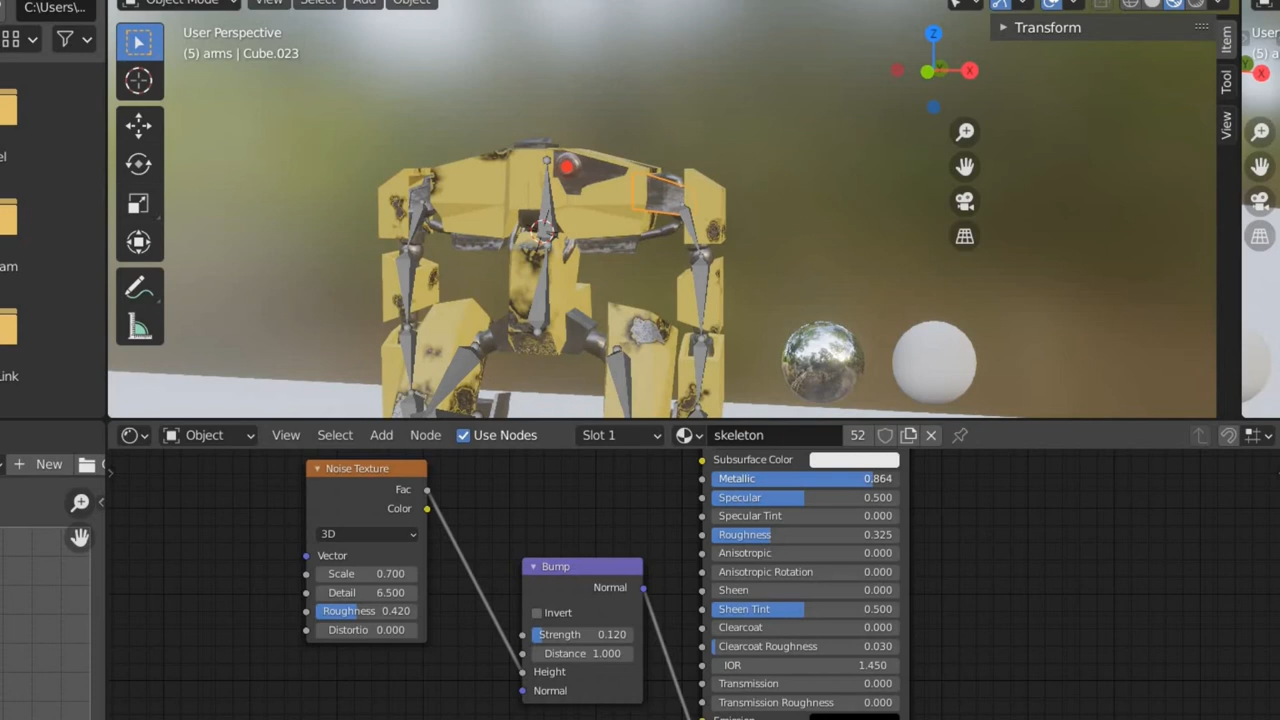 C:\Users\...
Object Mode
View
Select
Add
Object
User Perspective
(5) arms | Cube.023
Transform
Item
Tool
View
Z
X
User
(5) a
X
el
am
Link
New
Object
View
Select
Add
Node
Use Nodes
Slot 1
skeleton
52
Noise Texture
Fac
Color
3D
Vector
Scale 0.700
Detail 6.500
Roughness 0.420
Distortio 0.000
Bump
Normal
Invert
Strength 0.120
Distance 1.000
Height
Normal
Subsurface Color
Metallic 0.864
Specular 0.500
Specular Tint 0.000
Roughness 0.325
Anisotropic 0.000
Anisotropic Rotation 0.000
Sheen 0.000
Sheen Tint 0.500
Clearcoat 0.000
Clearcoat Roughness 0.030
IOR 1.450
Transmission 0.000
Transmission Roughness 0.000